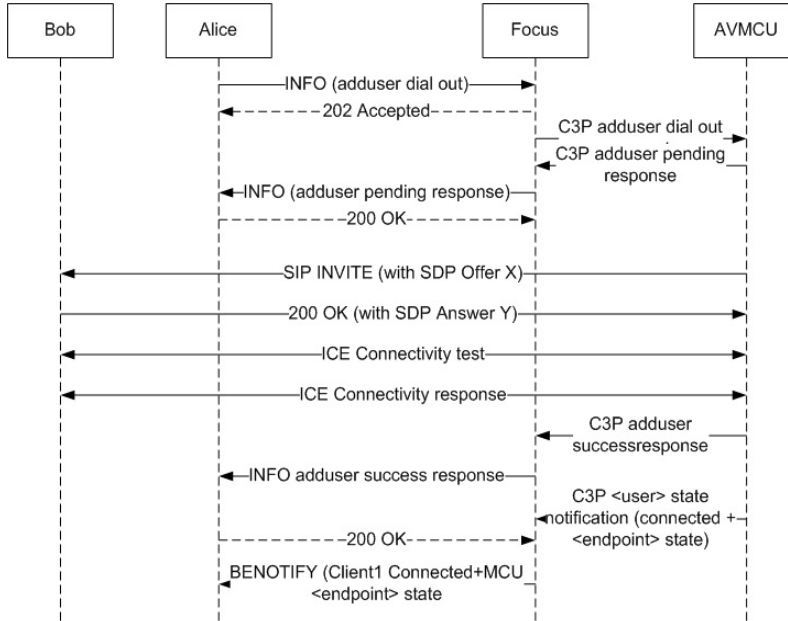 Bob
Alice
Focus
AVMCU
INFO (adduser dial out)
202 Accepted
C3P adduser dial out
C3P adduser pending
response
INFO (adduser pending response)
200 OK
SIP INVITE (with SDP Offer X)
200 OK (with SDP Answer Y)
ICE Connectivity test
ICE Connectivity response
C3P adduser
successresponse
INFO adduser success response
C3P <user> state
notification (connected +
<endpoint> state)
200 OK
BENOTIFY (Client1 Connected+MCU
<endpoint> state